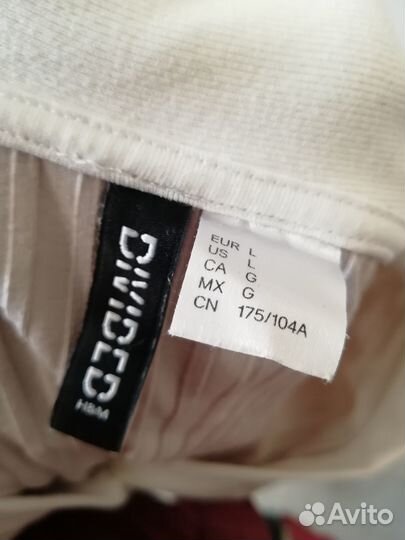 DIVIDED
H&M
EUR L
US L
CA G
MX G
CN 175/104A
Avito